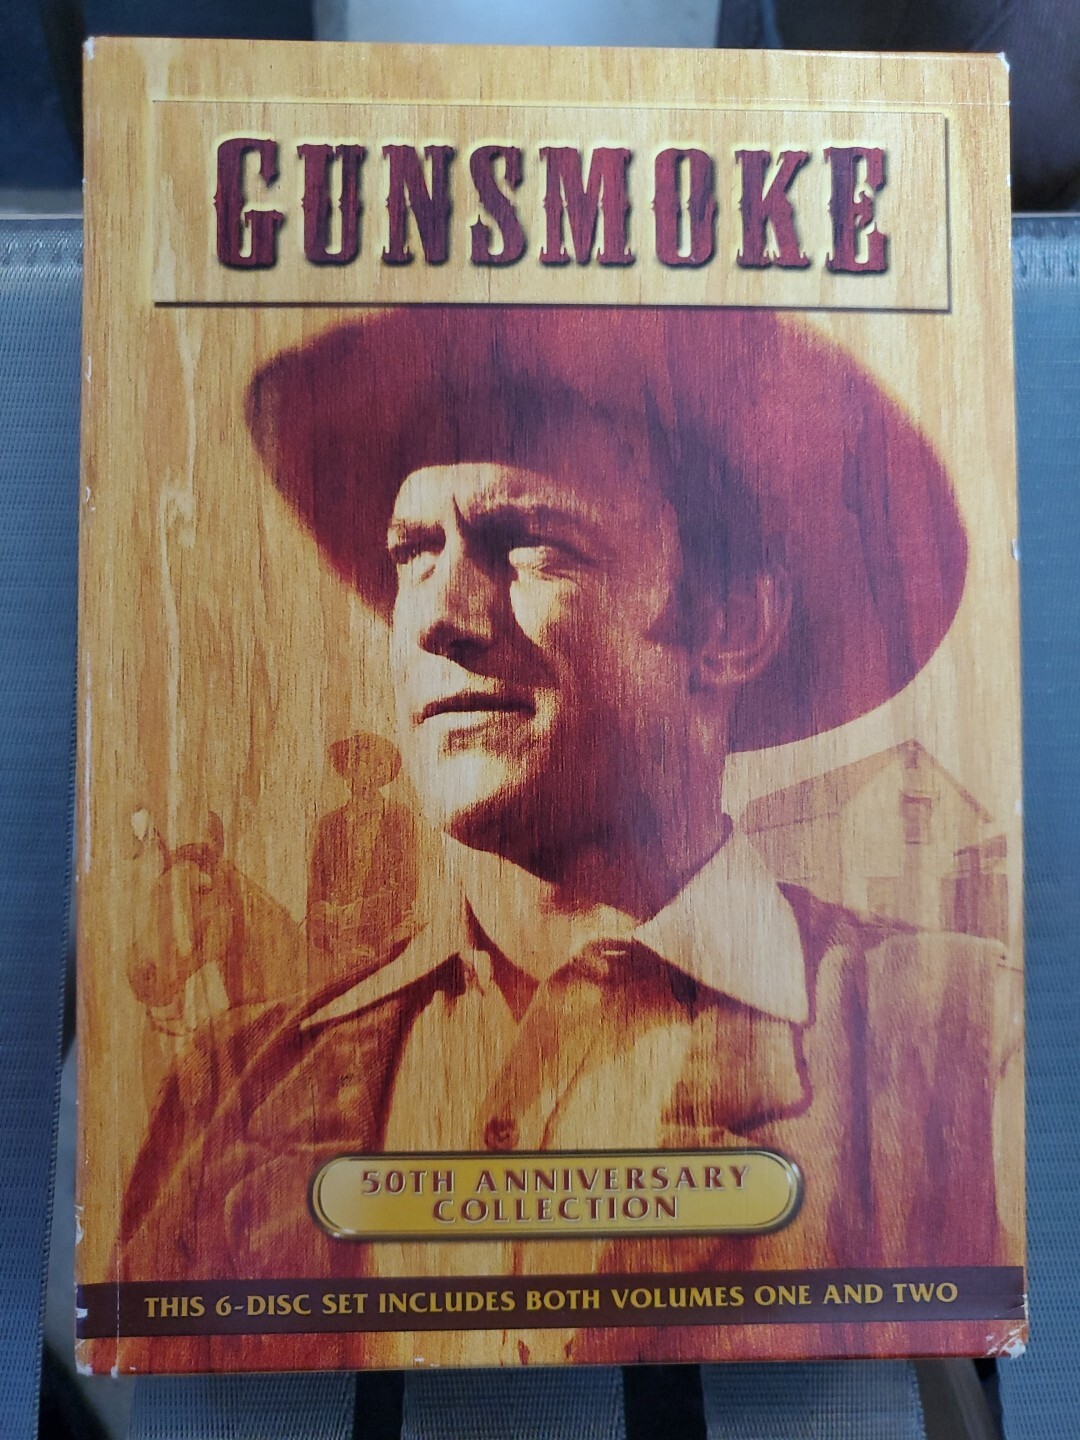 GUNSMOKE
50TH ANNIVERSARY
COLLECTION
THIS 6-DISC SET INCLUDES BOTH VOLUMES ONE AND TWO